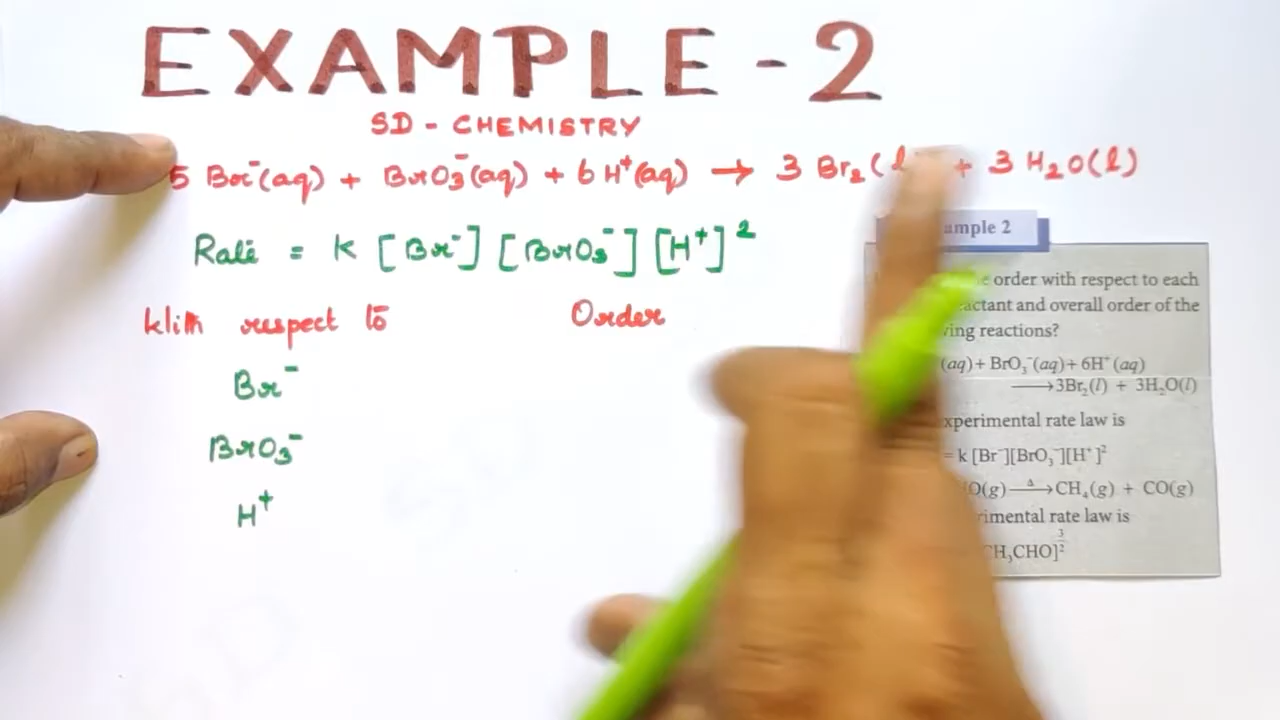 EXAMPLE - 2
SD - CHEMISTRY
5 Br⁻(aq) + BrO₃⁻(aq) + 6 H⁺(aq) → 3 Br₂(l + 3 H₂O(l)
Rate = K [Br⁻] [BrO₃⁻] [H⁺]²
With respect to Order
Br⁻
BrO₃⁻
H⁺
ample 2
order with respect to each
actant and overall order of the
ing reactions?
(aq) + BrO₃⁻(aq) + 6H⁺(aq)
⟶ 3Br₂(l) + 3H₂O(l)
xperimental rate law is
= k [Br⁻][BrO₃⁻][H⁺]²
O(g) —Δ→ CH₄(g) + CO(g)
rimental rate law is
CH₃CHO]^3/2